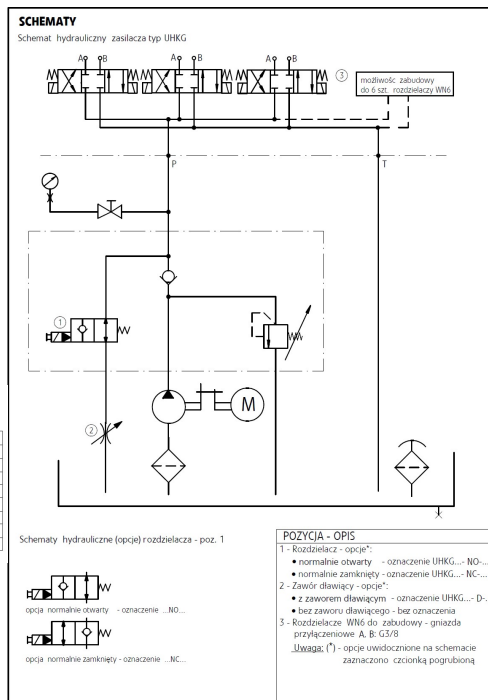 SCHEMATY
Schemat hydrauliczny zasilacza typ UHKG
A B A B A B
3
możliwośc zabudowy
do 6 szt. rozdzielaczy WN6
P
T
1
M
2
Schematy hydrauliczne (opcje) rozdzielacza - poz. 1
opcja normalnie otwarty - oznaczenie ...NO...
opcja normalnie zamknięty - oznaczenie ...NC...
POZYCJA - OPIS
1 - Rozdzielacz - opcje*:
• normalnie otwarty - oznaczenie UHKG...- NO-...
• normalnie zamknięty - oznaczenie UHKG...- NC-...
2 - Zawór dławiący - opcje*:
• z zaworem dławiącym - oznaczenie UHKG...- D-..
• bez zaworu dławiącego - bez oznaczenia
3 - Rozdzielacze WN6 do zabudowy - gniazda
przyłączeniowe A, B: G3/8
Uwaga: (*) - opcje uwidocznione na schemacie
zaznaczono czcionką pogrubioną